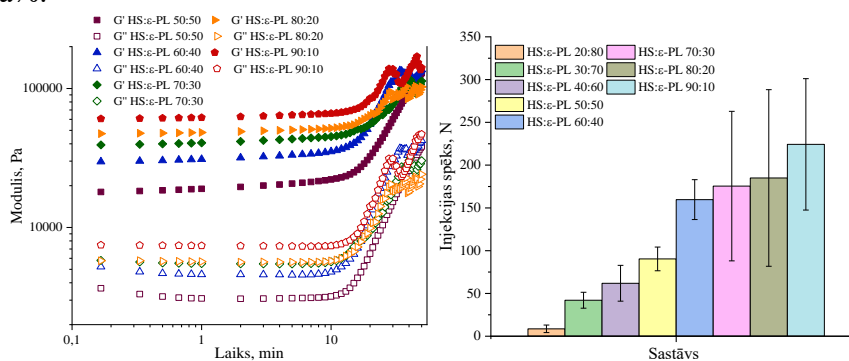 G' HS:ε-PL 50:50
G'' HS:ε-PL 50:50
G' HS:ε-PL 60:40
G'' HS:ε-PL 60:40
G' HS:ε-PL 70:30
G'' HS:ε-PL 70:30
G' HS:ε-PL 80:20
G'' HS:ε-PL 80:20
G' HS:ε-PL 90:10
G'' HS:ε-PL 90:10
Modulis, Pa
100000
10000
0,1
1
10
Laiks, min
Injekcijas spēks, N
350
300
250
200
150
100
50
0
HS:ε-PL 20:80
HS:ε-PL 30:70
HS:ε-PL 40:60
HS:ε-PL 50:50
HS:ε-PL 60:40
HS:ε-PL 70:30
HS:ε-PL 80:20
HS:ε-PL 90:10
Sastāvs